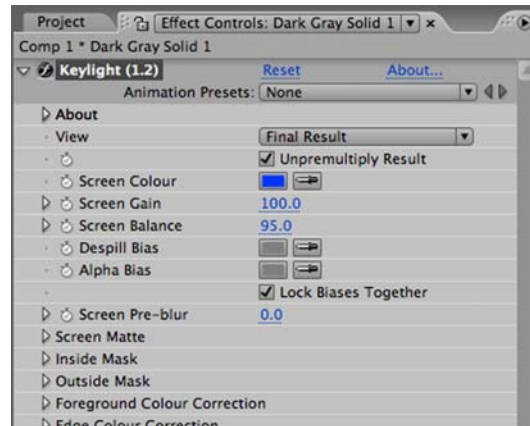 Project Effect Controls: Dark Gray Solid 1 ×
Comp 1 * Dark Gray Solid 1
Keylight (1.2) Reset About...
Animation Presets: None
About
View Final Result
Unpremultiply Result
Screen Colour
Screen Gain 100.0
Screen Balance 95.0
Despill Bias
Alpha Bias
Lock Biases Together
Screen Pre-blur 0.0
Screen Matte
Inside Mask
Outside Mask
Foreground Colour Correction
Edge Colour Correction